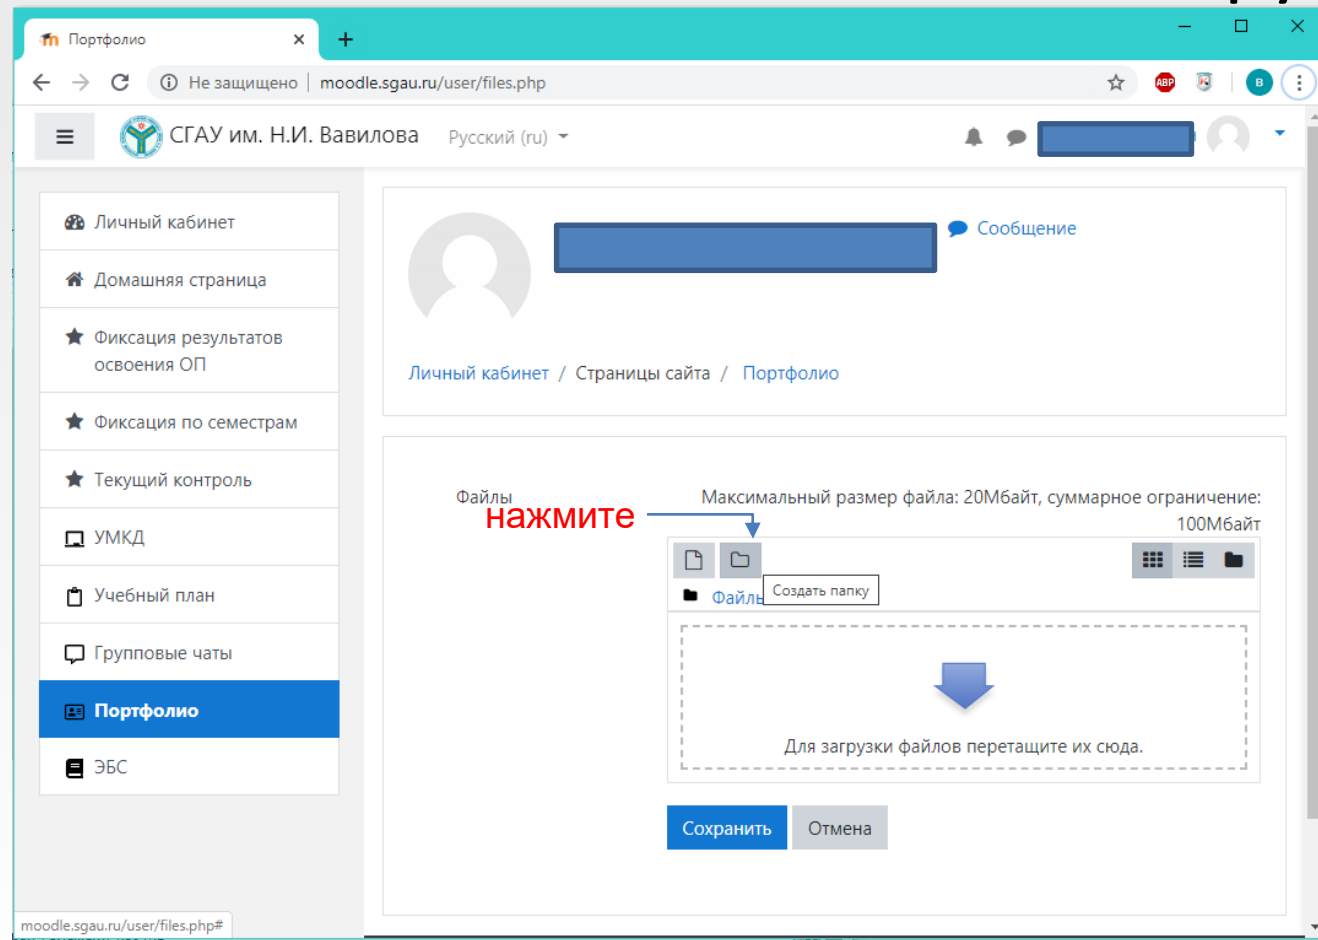 Портфолио
Не защищено | moodle.sgau.ru/user/files.php
ABP
В
СГАУ им. Н.И. Вавилова Русский (ru)
Личный кабинет
Домашняя страница
Фиксация результатов
освоения ОП
Фиксация по семестрам
Текущий контроль
УМКД
Учебный план
Групповые чаты
Портфолио
ЭБС
Сообщение
Личный кабинет / Страницы сайта / Портфолио
Файлы
Максимальный размер файла: 20Мбайт, суммарное ограничение:
100Мбайт
нажмите
Создать папку
Для загрузки файлов перетащите их сюда.
Сохранить Отмена
moodle.sgau.ru/user/files.php#